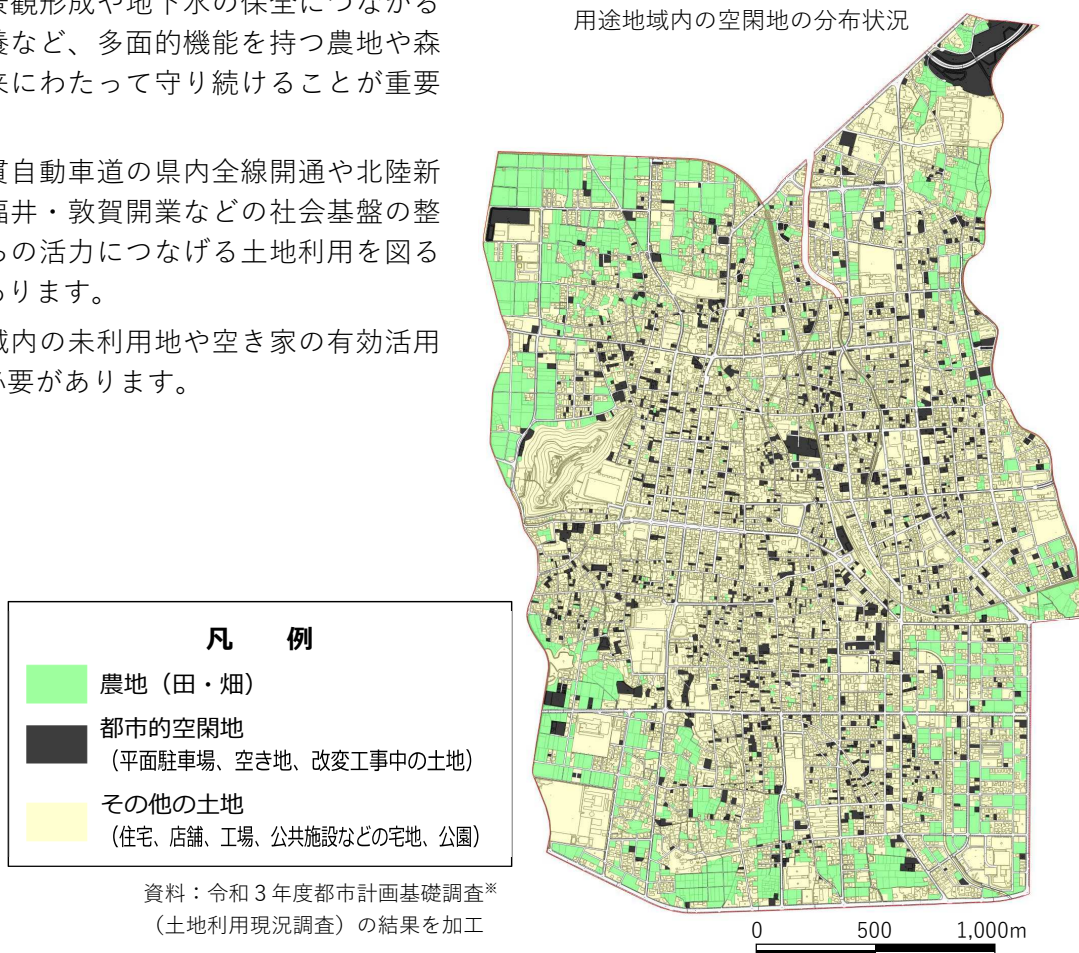 景観形成や地下水の保全につながる
養など、多面的機能を持つ農地や森
来にわたって守り続けることが重要
貫自動車道の県内全線開通や北陸新
福井・敦賀開業などの社会基盤の整
らの活力につなげる土地利用を図る
あります。
域内の未利用地や空き家の有効活用
必要があります。
用途地域内の空閑地の分布状況
凡　例
農地（田・畑）
都市的空閑地
（平面駐車場、空き地、改変工事中の土地）
その他の土地
（住宅、店舗、工場、公共施設などの宅地、公園）
資料：令和３年度都市計画基礎調査※
（土地利用現況調査）の結果を加工
0 500 1,000m